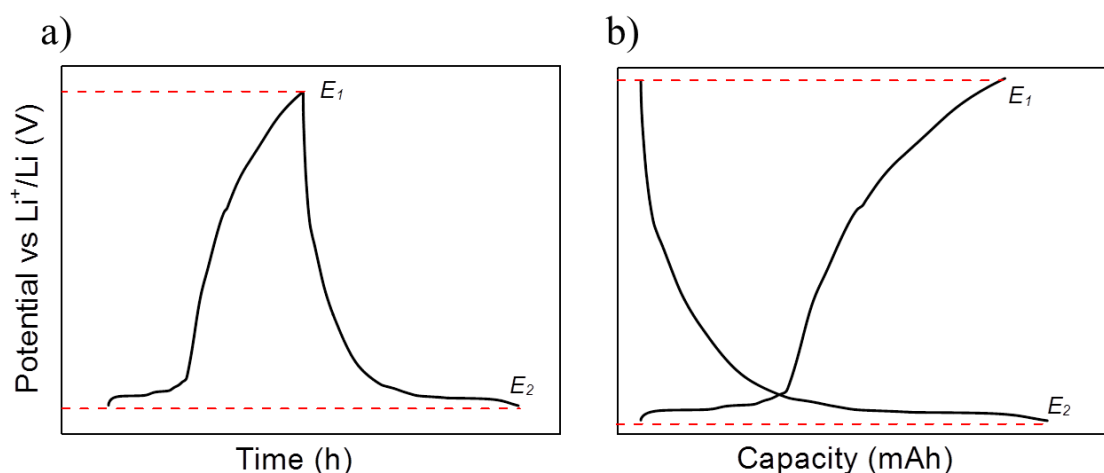 a)
Potential vs Li⁺/Li (V)
E₁
E₂
Time (h)
b)
E₁
E₂
Capacity (mAh)